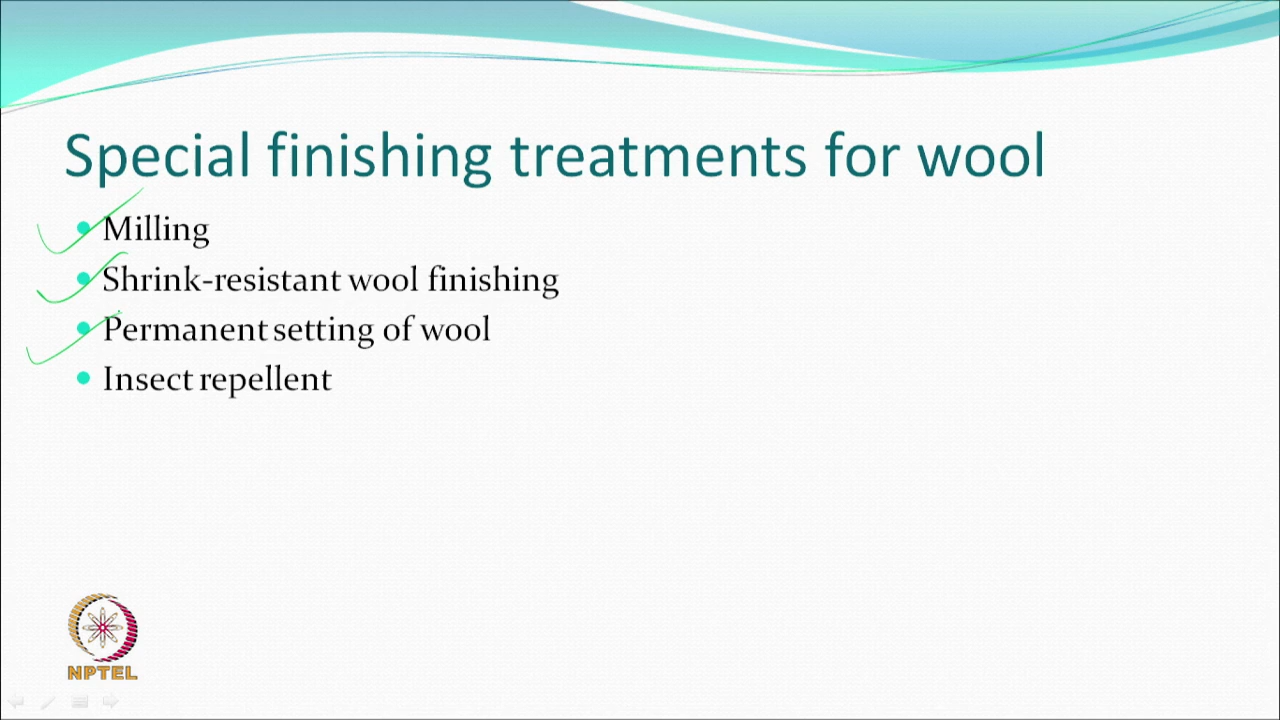 Special finishing treatments for wool
Milling
Shrink-resistant wool finishing
Permanent setting of wool
Insect repellent
NPTEL